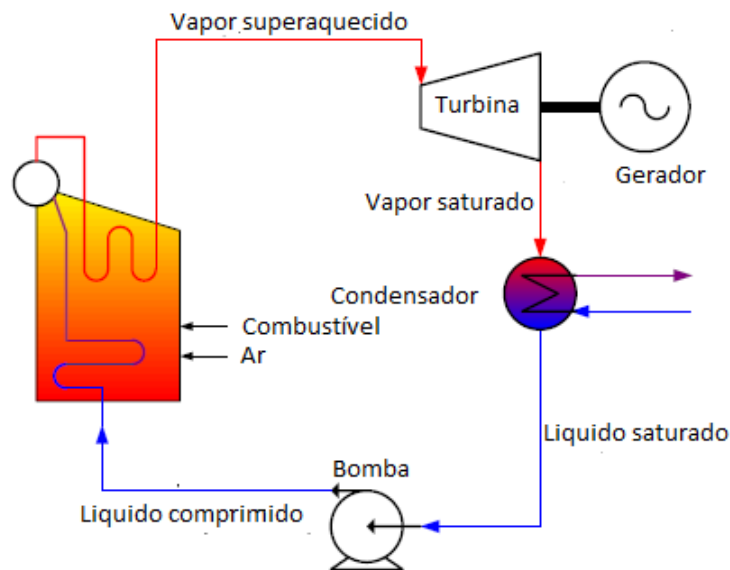 Vapor superaquecido
Turbina
Gerador
Vapor saturado
Condensador
Combustível
Ar
Liquido saturado
Bomba
Liquido comprimido